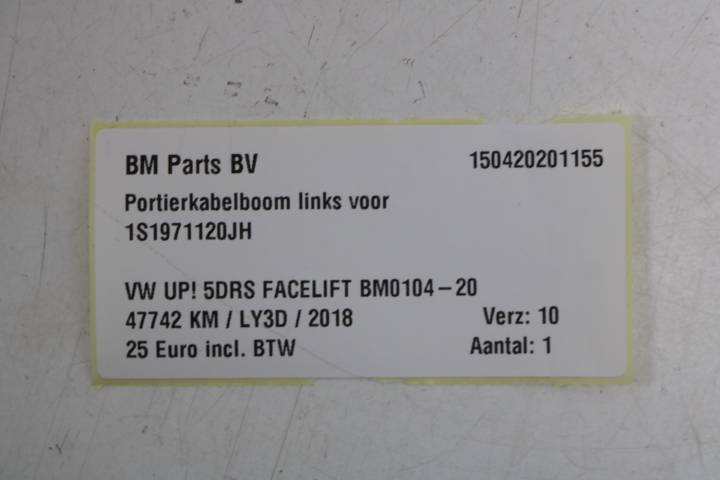 BM Parts BV 150420201155
Portierkabelboom links voor
1S1971120JH
VW UP! 5DRS FACELIFT BM0104-20
47742 KM / LY3D / 2018 Verz: 10
25 Euro incl. BTW Aantal: 1